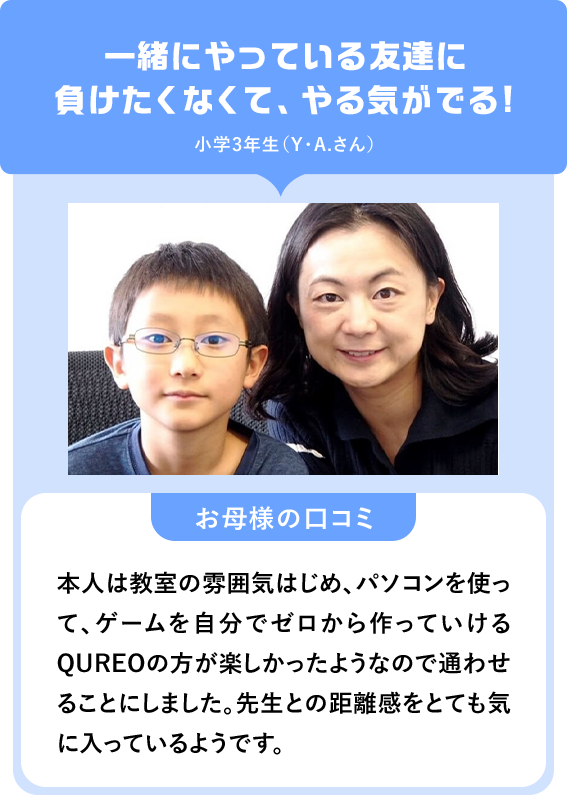 一緒にやっている友達に
負けたくなくて、やる気がでる!
小学3年生（Y・A.さん）
お母様の口コミ
本人は教室の雰囲気はじめ、パソコンを使っ
て、ゲームを自分でゼロから作っていける
QUREOの方が楽しかったようなので通わせ
ることにしました。先生との距離感をとても気
に入っているようです。